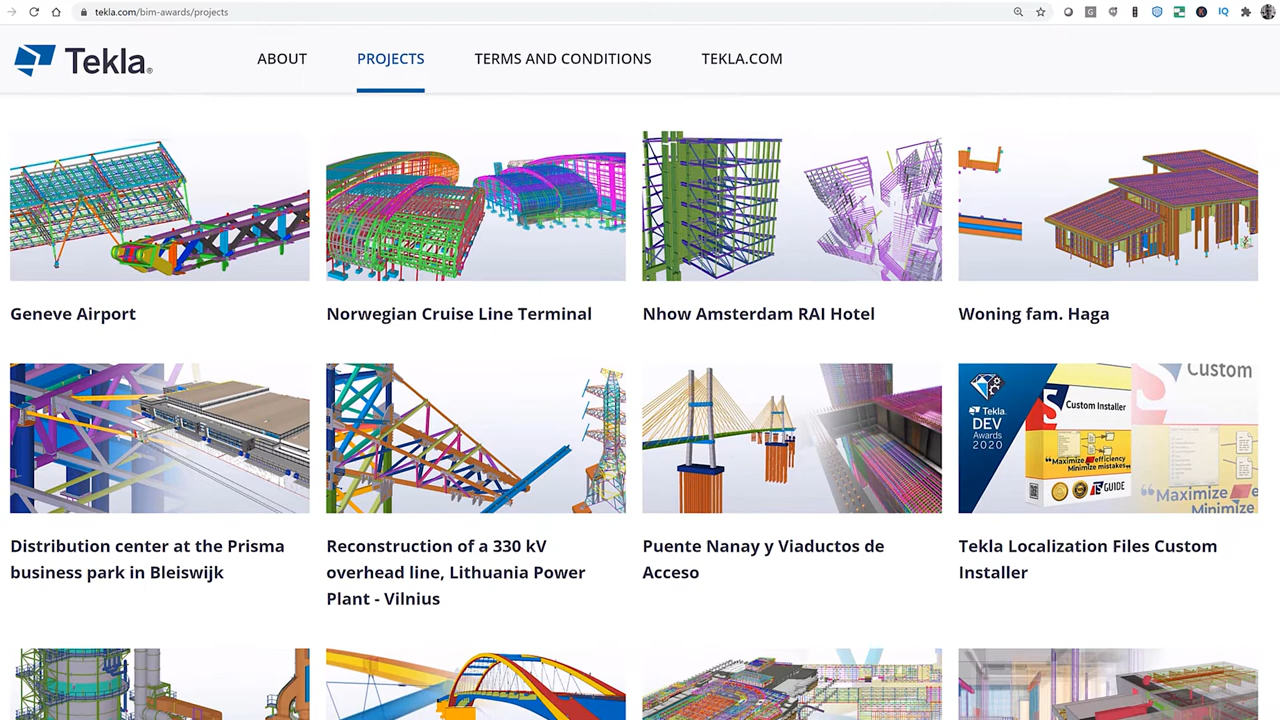 tekla.com/bim-awards/projects
Tekla®
ABOUT
PROJECTS
TERMS AND CONDITIONS
TEKLA.COM
Geneve Airport
Norwegian Cruise Line Terminal
Nhow Amsterdam RAI Hotel
Woning fam. Haga
Tekla.
DEV
Awards
2020
Custom Installer
"Maximize efficiency
Minimize mistakes"
GUIDE
Custom
"Maximize e
Minimize
Distribution center at the Prisma
business park in Bleiswijk
Reconstruction of a 330 kV
overhead line, Lithuania Power
Plant - Vilnius
Puente Nanay y Viaductos de
Acceso
Tekla Localization Files Custom
Installer